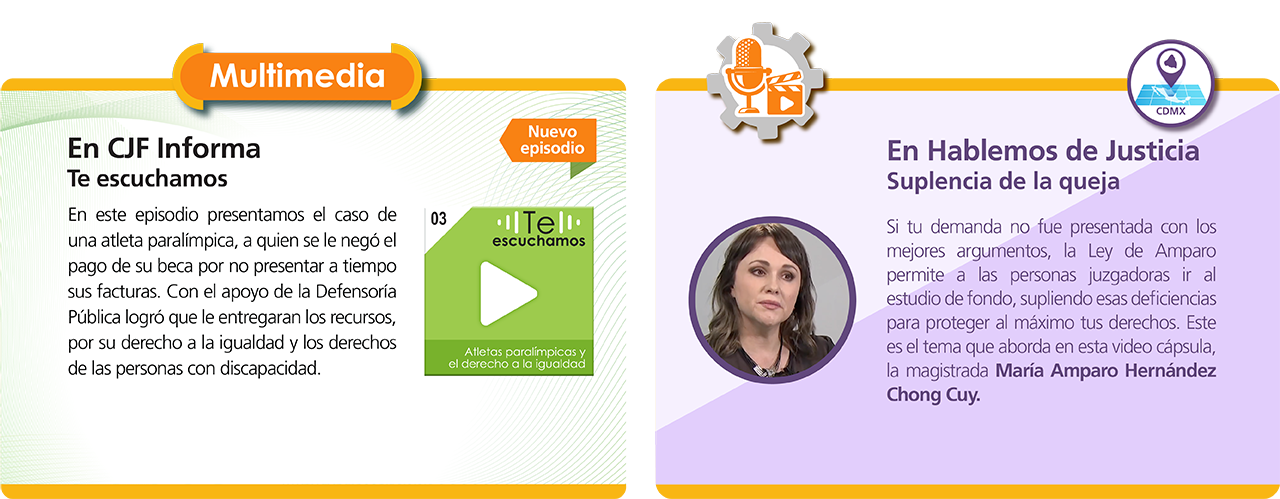 Multimedia
En CJF Informa
Te escuchamos
Nuevo
episodio
En este episodio presentamos el caso de
una atleta paralímpica, a quien se le negó el
pago de su beca por no presentar a tiempo
sus facturas. Con el apoyo de la Defensoría
Pública logró que le entregaran los recursos,
por su derecho a la igualdad y los derechos
de las personas con discapacidad.
03
Te
escuchamos
Atletas paralímpicas y
el derecho a la igualdad
CDMX
En Hablemos de Justicia
Suplencia de la queja
Si tu demanda no fue presentada con los
mejores argumentos, la Ley de Amparo
permite a las personas juzgadoras ir al
estudio de fondo, supliendo esas deficiencias
para proteger al máximo tus derechos. Este
es el tema que aborda en esta video cápsula,
la magistrada María Amparo Hernández
Chong Cuy.